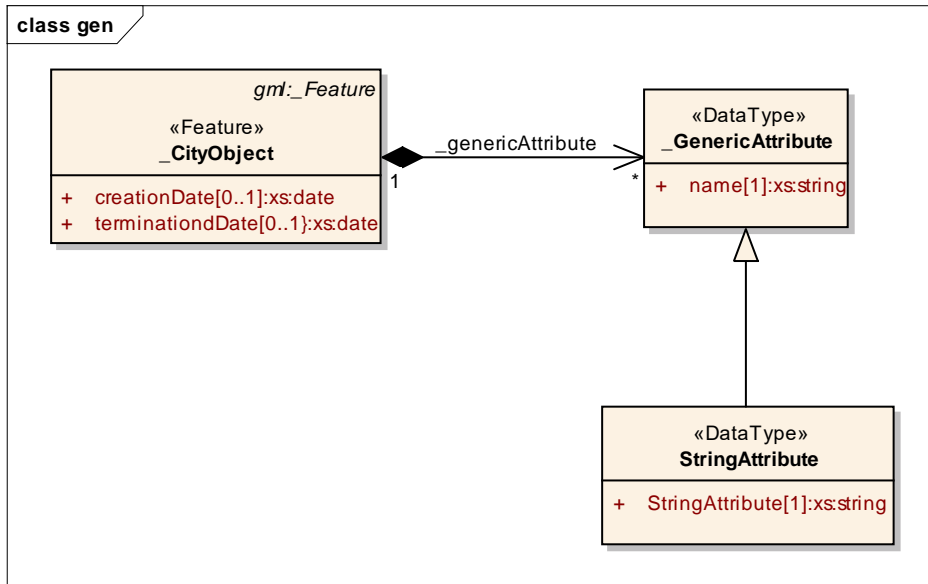 class gen
gml:_Feature
«Feature»
_CityObject
+ creationDate[0..1]:xs:date
+ terminationdDate[0..1}:xs:date
_genericAttribute
1
*
«DataType»
_GenericAttribute
+ name[1]:xs:string
«DataType»
StringAttribute
+ StringAttribute[1]:xs:string